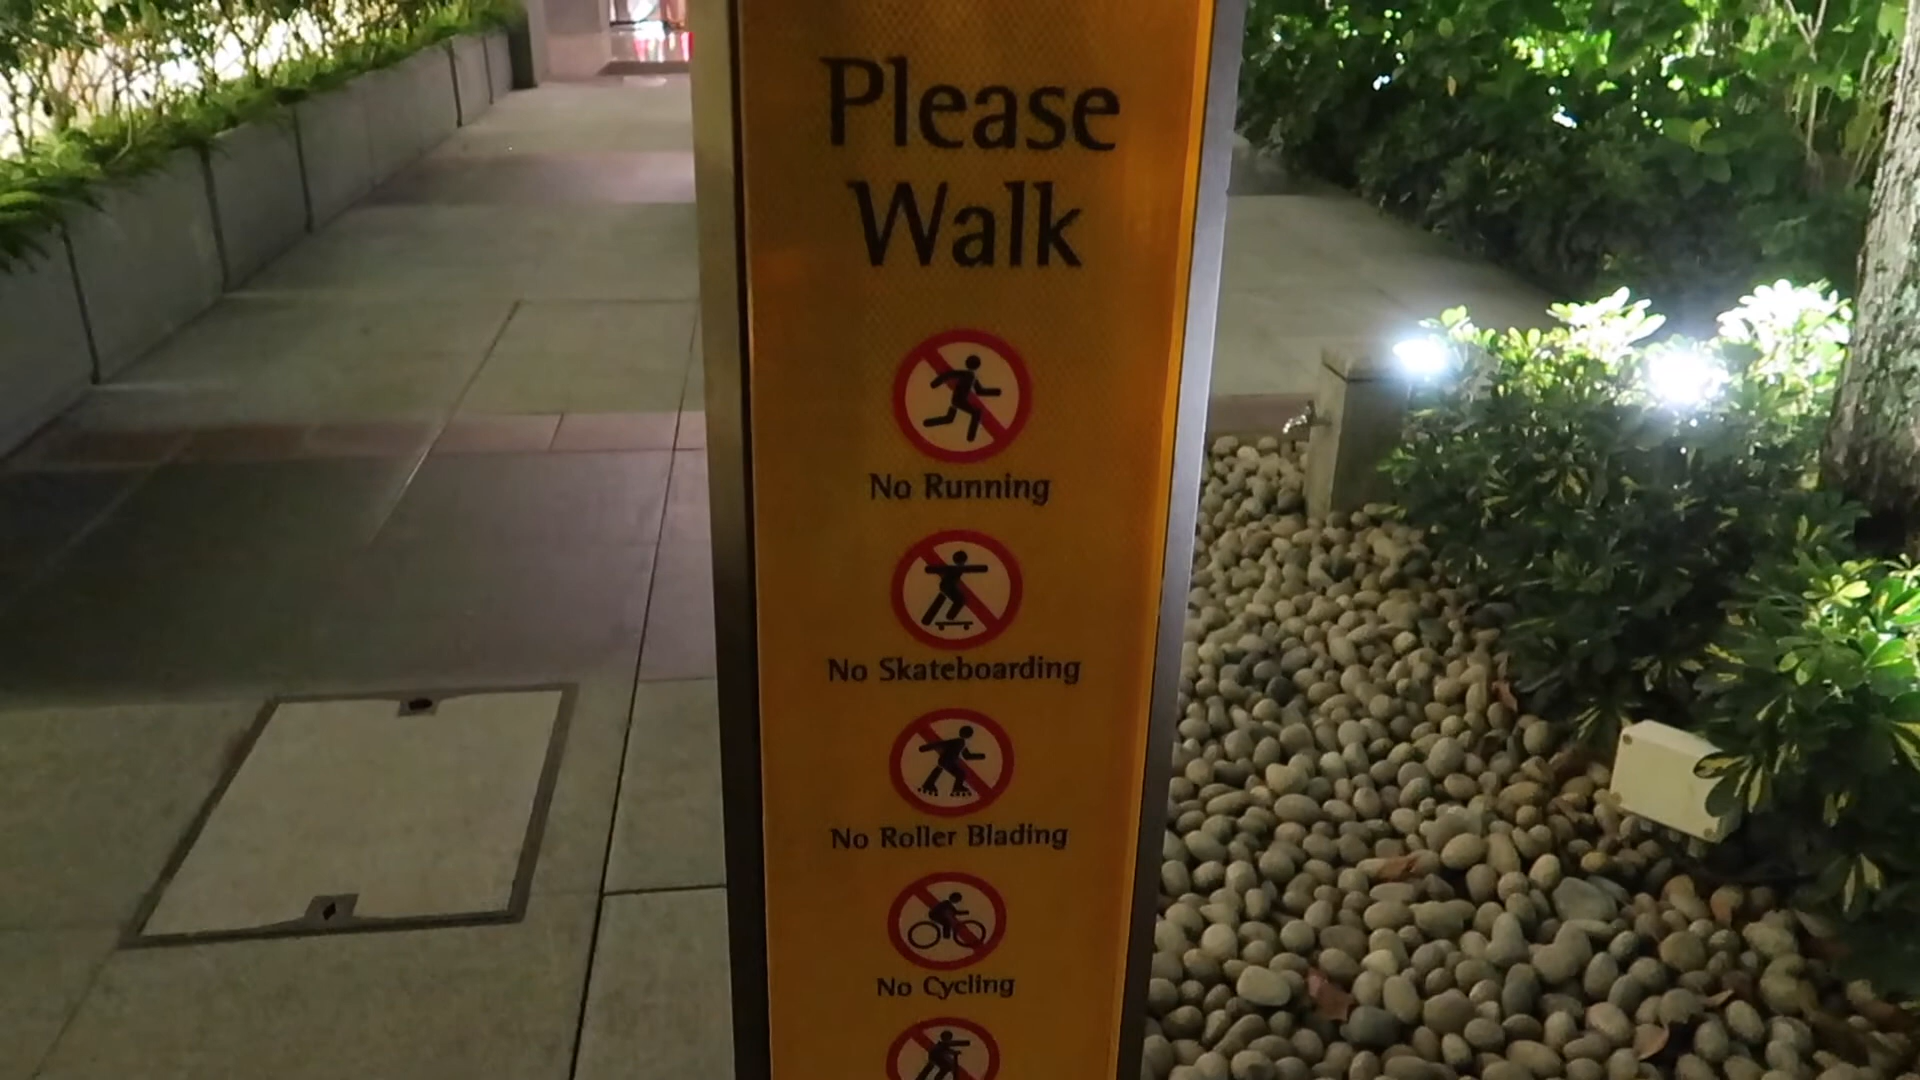 Please
Walk
No Running
No Skateboarding
No Roller Blading
No Cycling